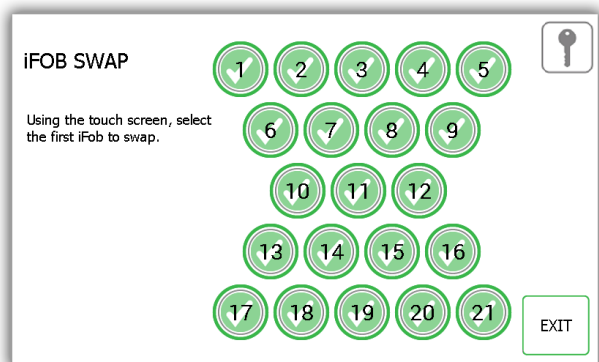 iFOB SWAP
Using the touch screen, select
the first iFob to swap.
1 2 3 4 5
6 7 8 9
10 11 12
13 14 15 16
17 18 19 20 21
EXIT